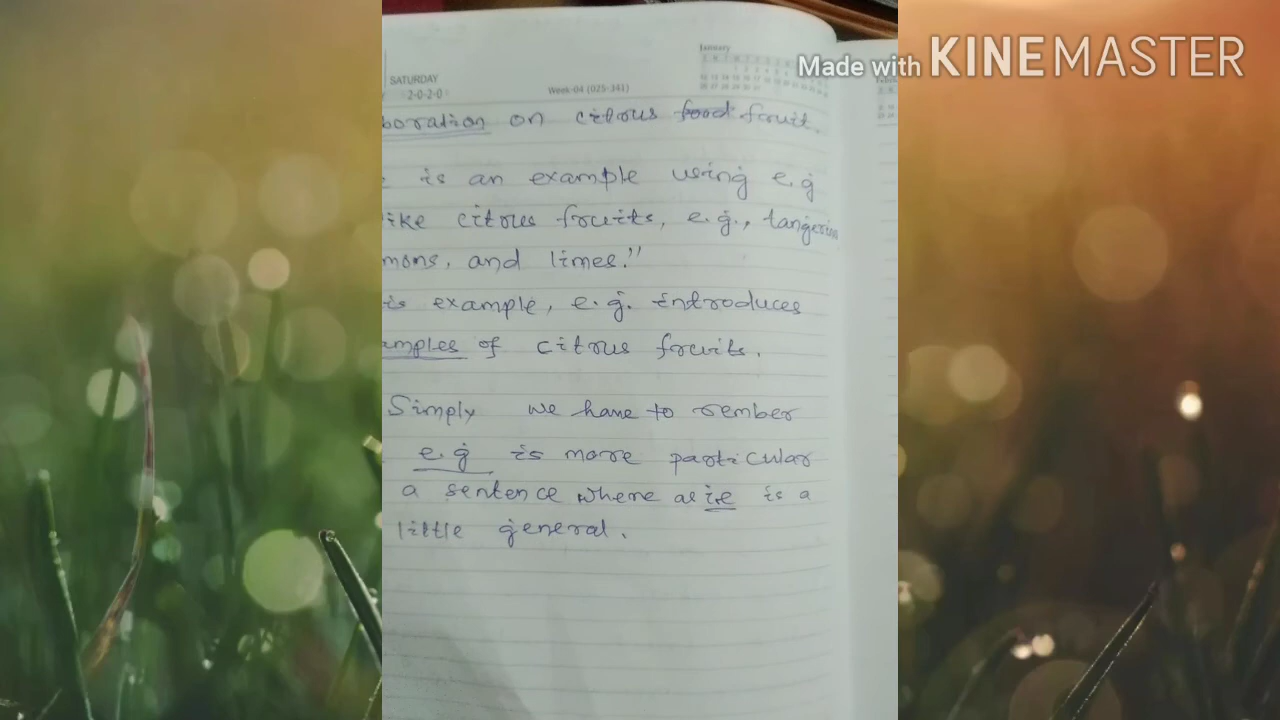 January
Made with KINEMASTER
SATURDAY
2-0-2-0
Week-04 (025-341)
boration on citrus food fruit.
is an example using e.g
ike citrus fruits, e.g., tangerin
mons, and limes."
is example, e.g. introduces
amples of citrus fruits.
Simply we have to rember
e.g is more particular
a sentence where as i.e is a
little general.